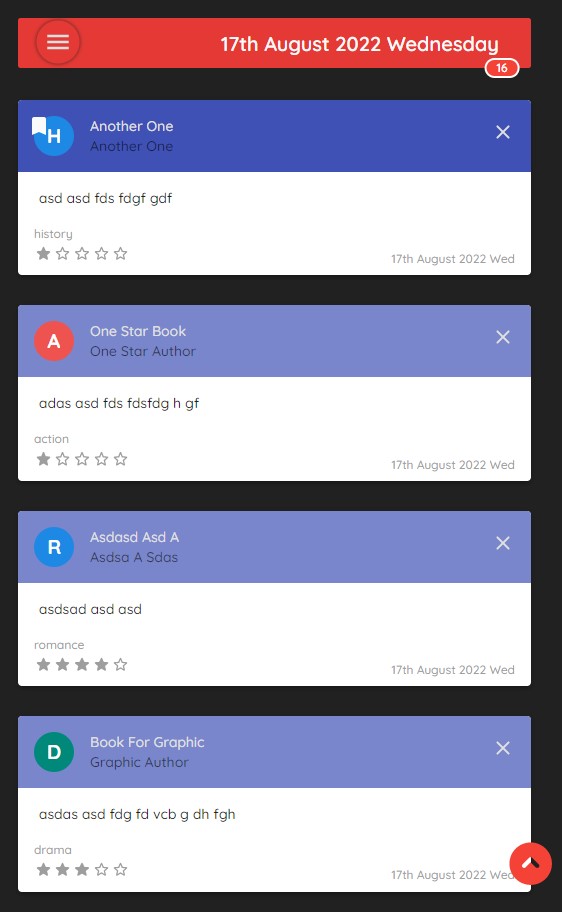 17th August 2022 Wednesday
16
H
Another One
Another One
asd asd fds fdgf gdf
history
17th August 2022 Wed
A
One Star Book
One Star Author
adas asd fds fdsfdg h gf
action
17th August 2022 Wed
R
Asdasd Asd A
Asdsa A Sdas
asdsad asd asd
romance
17th August 2022 Wed
D
Book For Graphic
Graphic Author
asdas asd fdg fd vcb g dh fgh
drama
17th August 2022 Wed